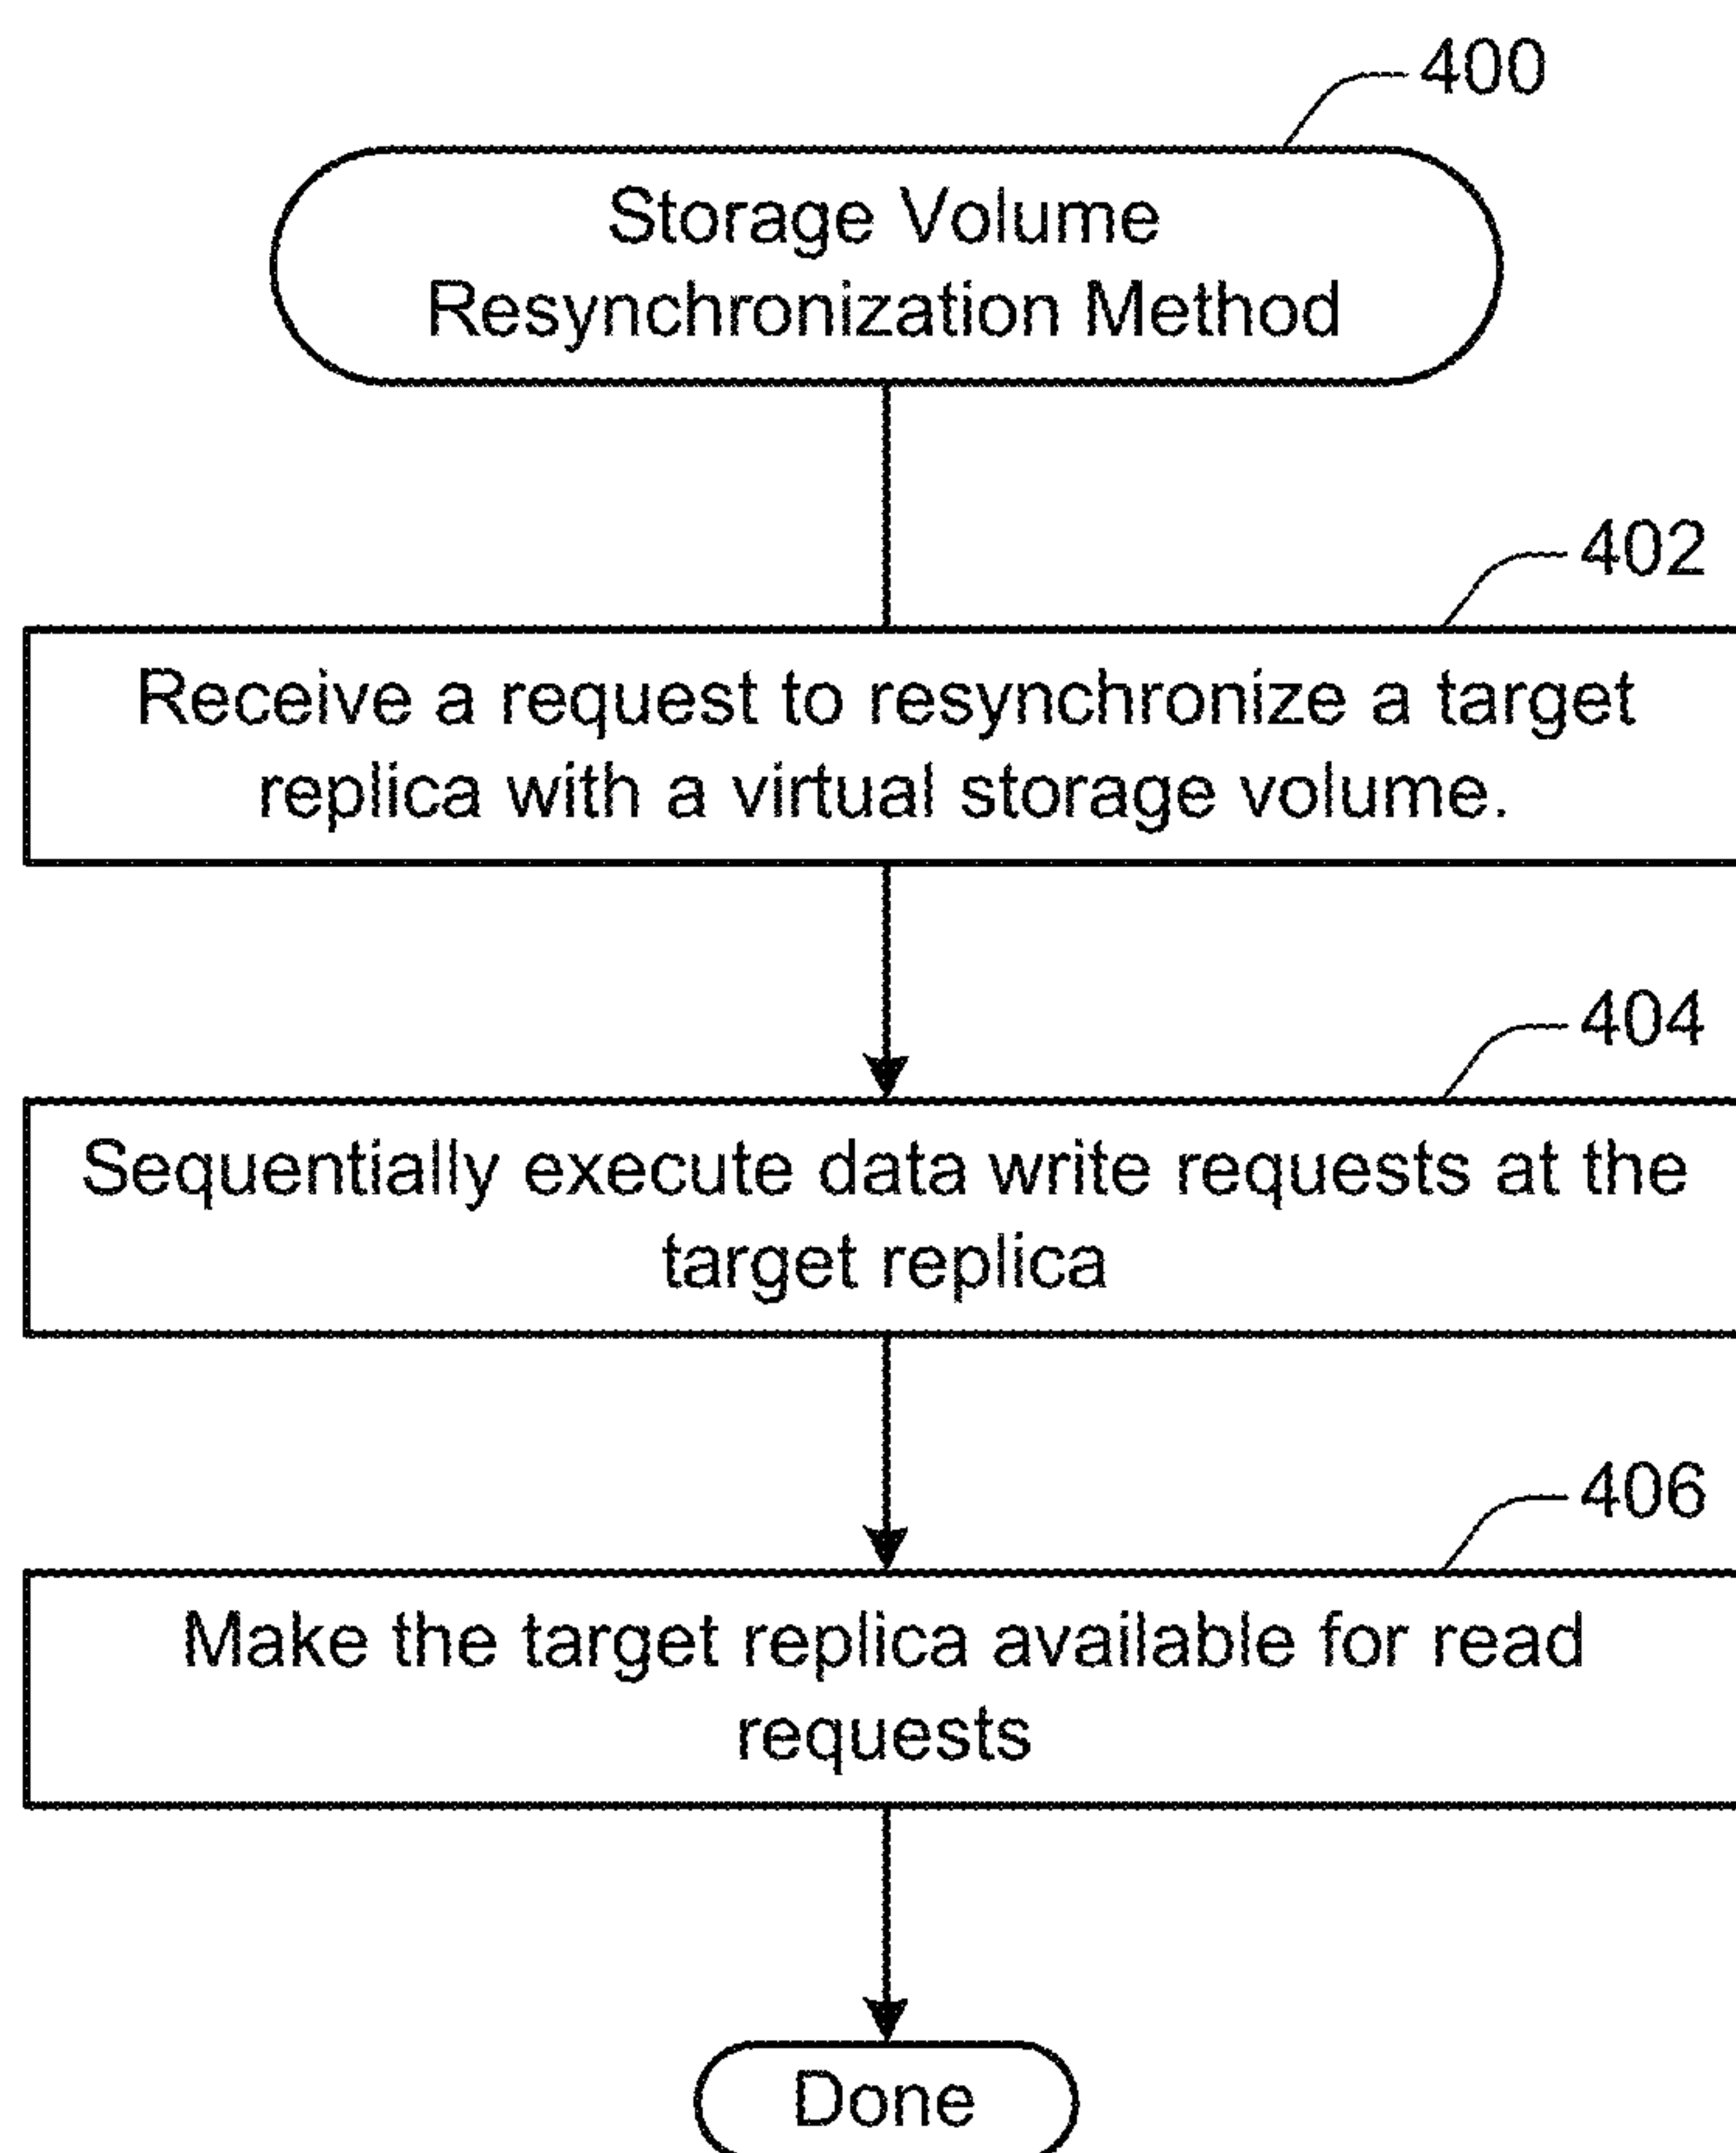 400
Storage Volume
Resynchronization Method
402
Receive a request to resynchronize a target
replica with a virtual storage volume.
404
Sequentially execute data write requests at the
target replica
406
Make the target replica available for read
requests
Done